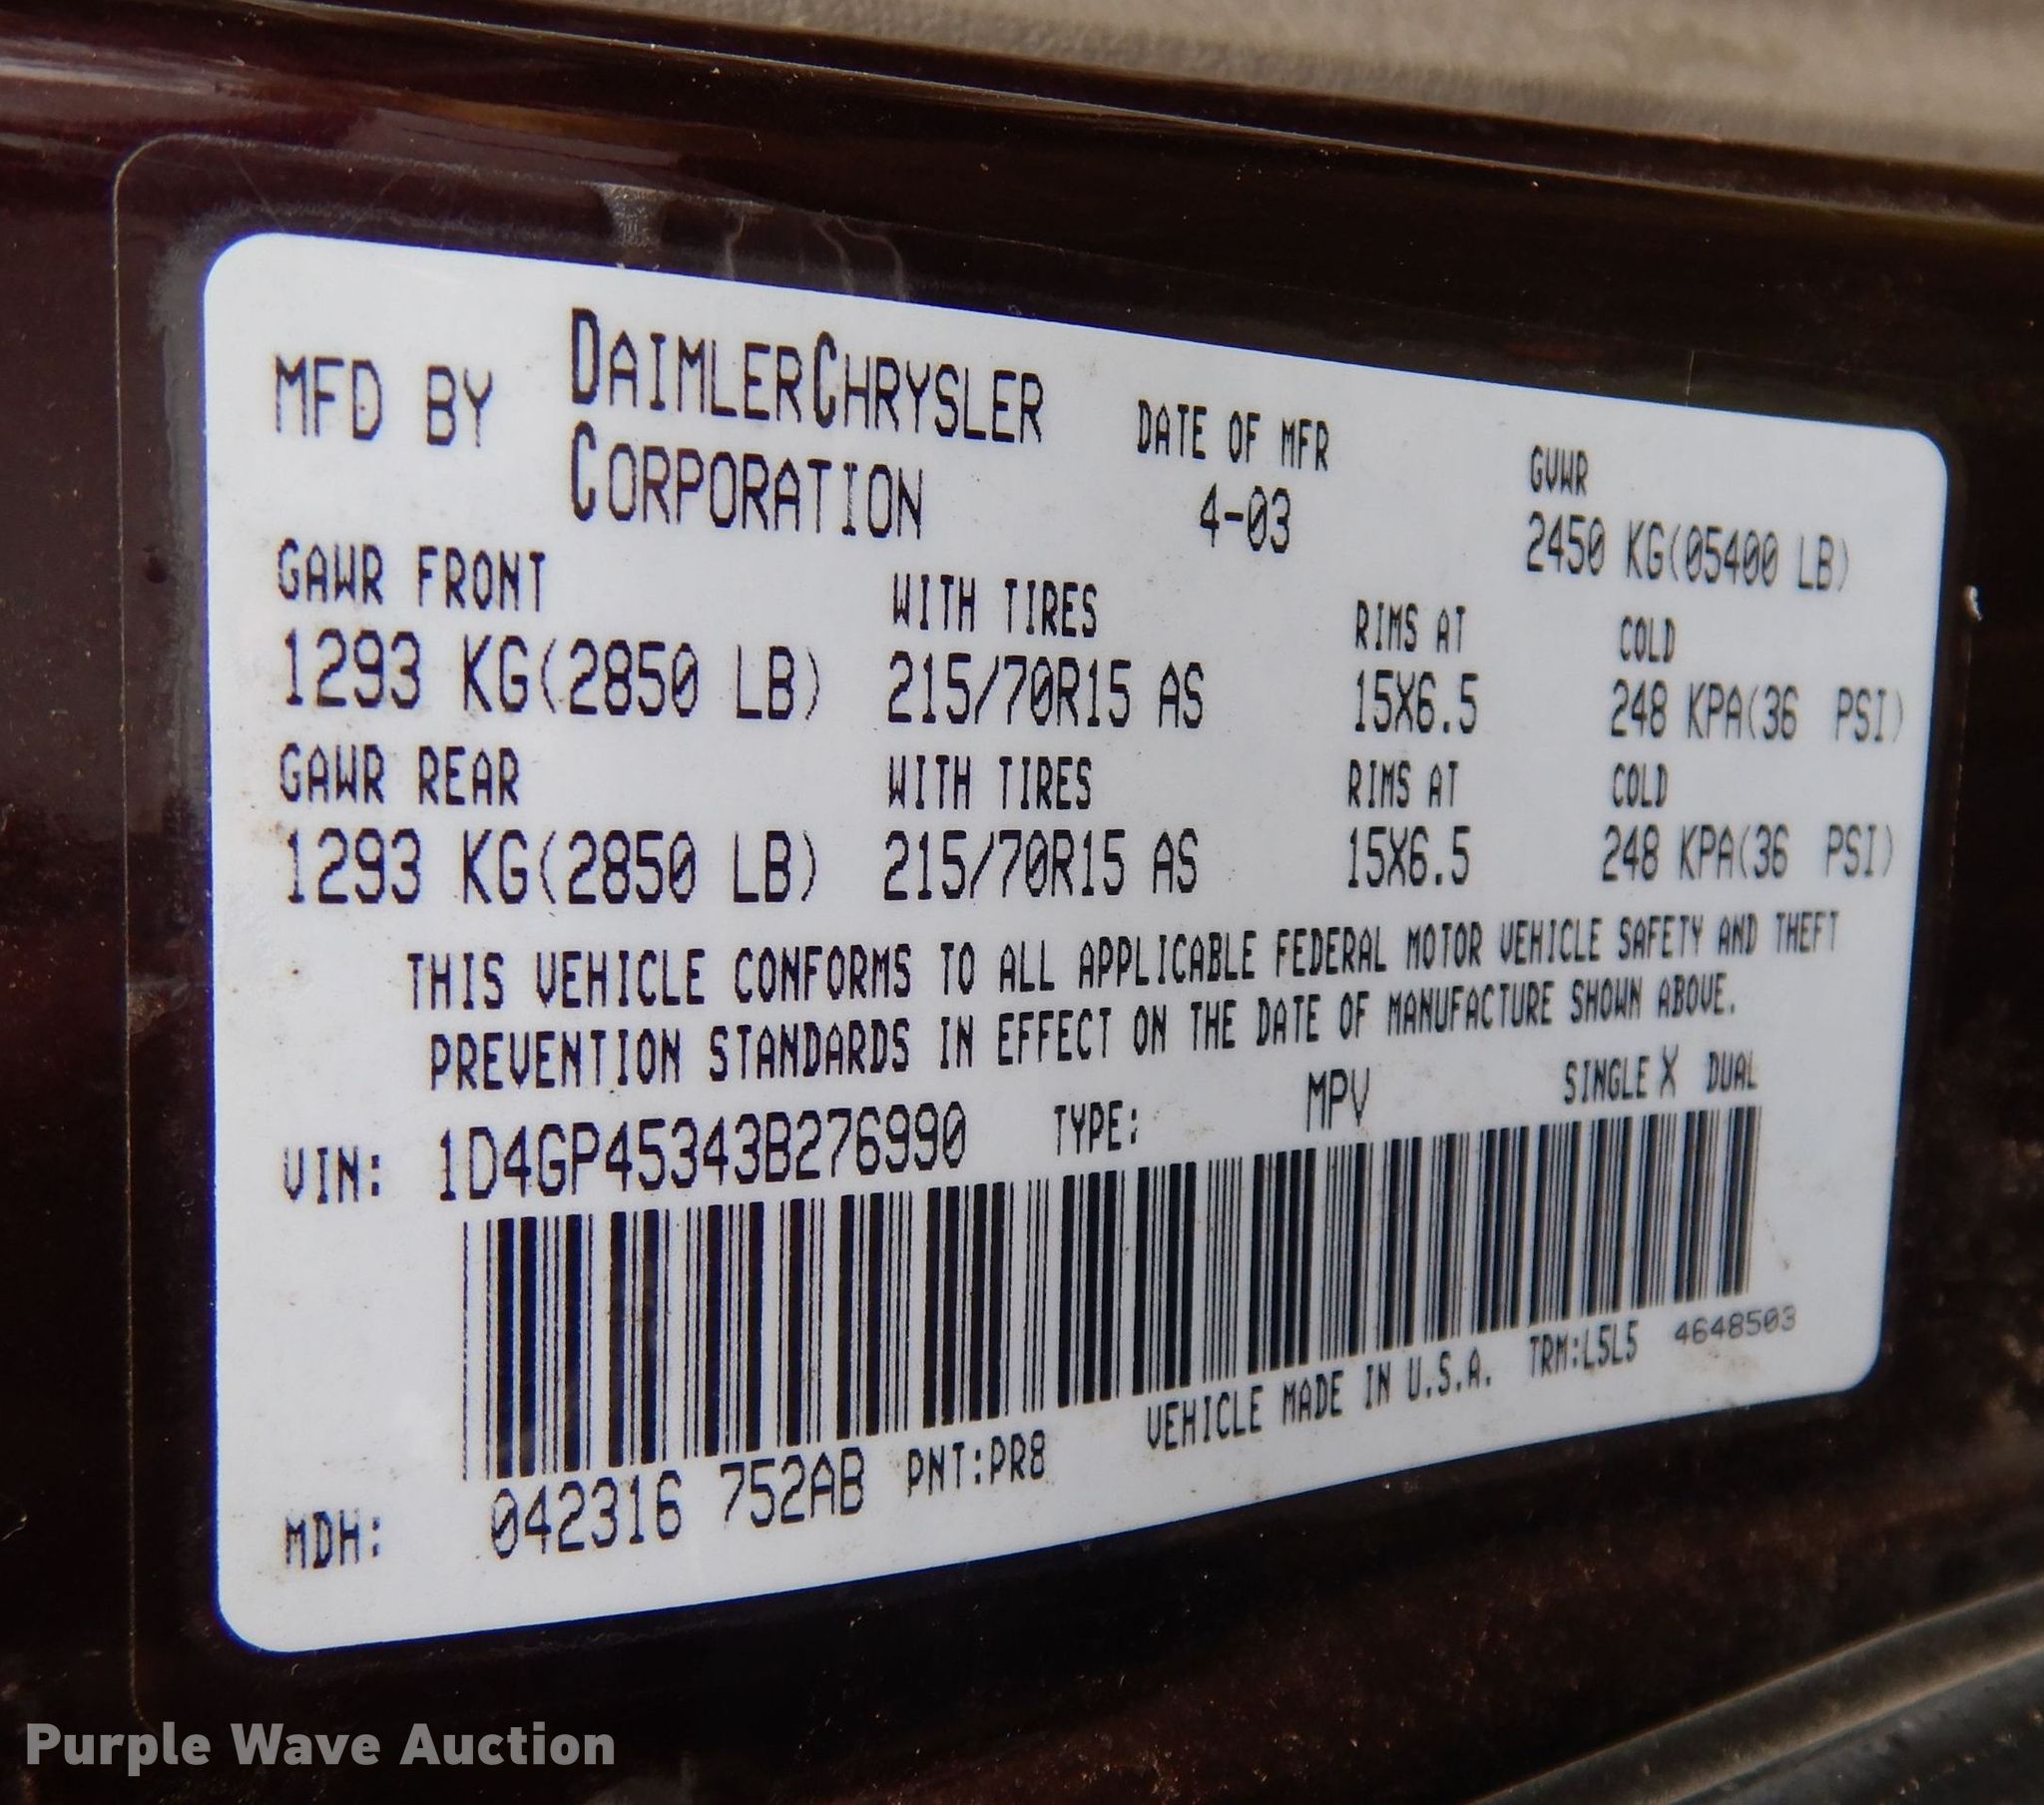 MFD BY DAIMLERCHRYSLER CORPORATION DATE OF MFR 4-03 GVWR 2450 KG(05400 LB)
GAWR FRONT WITH TIRES RIMS AT COLD
1293 KG(2850 LB) 215/70R15 AS 15X6.5 248 KPA(36 PSI)
GAWR REAR WITH TIRES RIMS AT COLD
1293 KG(2850 LB) 215/70R15 AS 15X6.5 248 KPA(36 PSI)
THIS VEHICLE CONFORMS TO ALL APPLICABLE FEDERAL MOTOR VEHICLE SAFETY AND THEFT
PREVENTION STANDARDS IN EFFECT ON THE DATE OF MANUFACTURE SHOWN ABOVE.
VIN: 1D4GP45343B276990 TYPE: MPV SINGLE X DUAL
MDH: 042316 752AB PNT:PR8 VEHICLE MADE IN U.S.A. TRM:L5L5 4648503
Purple Wave Auction